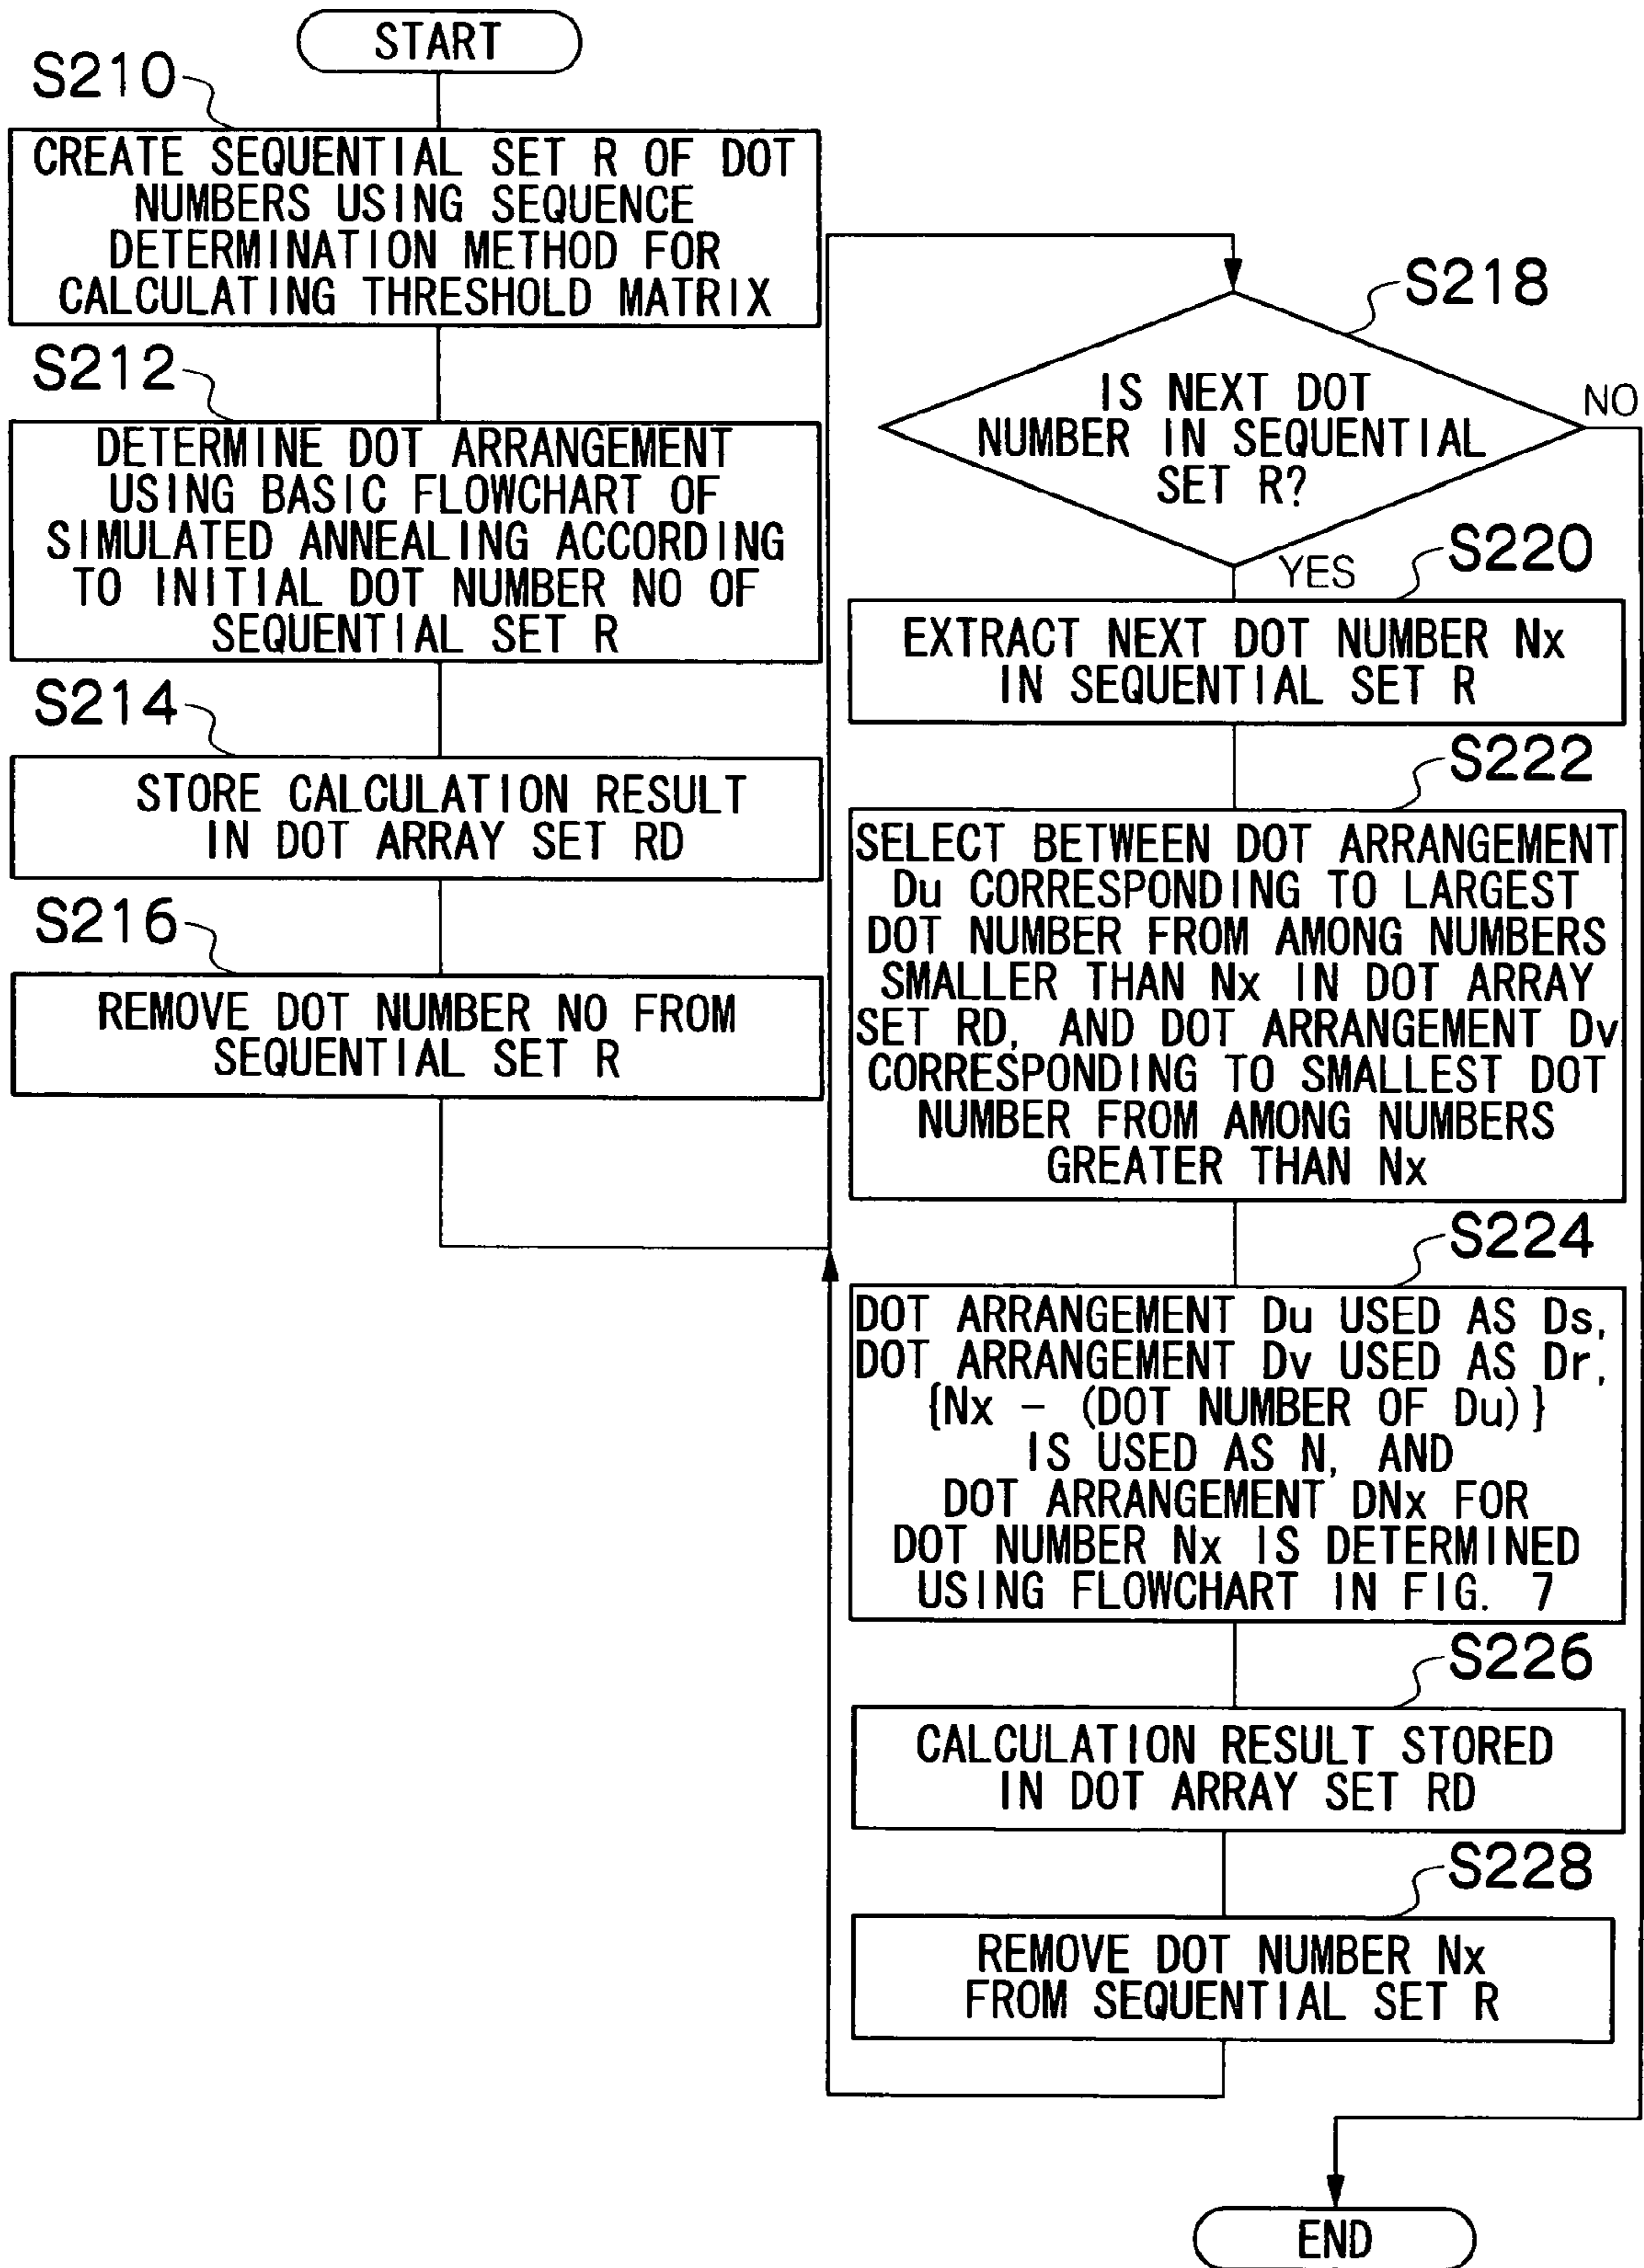 START
S210
CREATE SEQUENTIAL SET R OF DOT
NUMBERS USING SEQUENCE
DETERMINATION METHOD FOR
CALCULATING THRESHOLD MATRIX
S212
DETERMINE DOT ARRANGEMENT
USING BASIC FLOWCHART OF
SIMULATED ANNEALING ACCORDING
TO INITIAL DOT NUMBER NO OF
SEQUENTIAL SET R
S214
STORE CALCULATION RESULT
IN DOT ARRAY SET RD
S216
REMOVE DOT NUMBER NO FROM
SEQUENTIAL SET R
S218
IS NEXT DOT
NUMBER IN SEQUENTIAL
SET R?
NO
YES
S220
EXTRACT NEXT DOT NUMBER Nx
IN SEQUENTIAL SET R
S222
SELECT BETWEEN DOT ARRANGEMENT
Du CORRESPONDING TO LARGEST
DOT NUMBER FROM AMONG NUMBERS
SMALLER THAN Nx IN DOT ARRAY
SET RD, AND DOT ARRANGEMENT Dv
CORRESPONDING TO SMALLEST DOT
NUMBER FROM AMONG NUMBERS
GREATER THAN Nx
S224
DOT ARRANGEMENT Du USED AS Ds,
DOT ARRANGEMENT Dv USED AS Dr,
{Nx - (DOT NUMBER OF Du)}
IS USED AS N, AND
DOT ARRANGEMENT DNx FOR
DOT NUMBER Nx IS DETERMINED
USING FLOWCHART IN FIG. 7
S226
CALCULATION RESULT STORED
IN DOT ARRAY SET RD
S228
REMOVE DOT NUMBER Nx
FROM SEQUENTIAL SET R
END